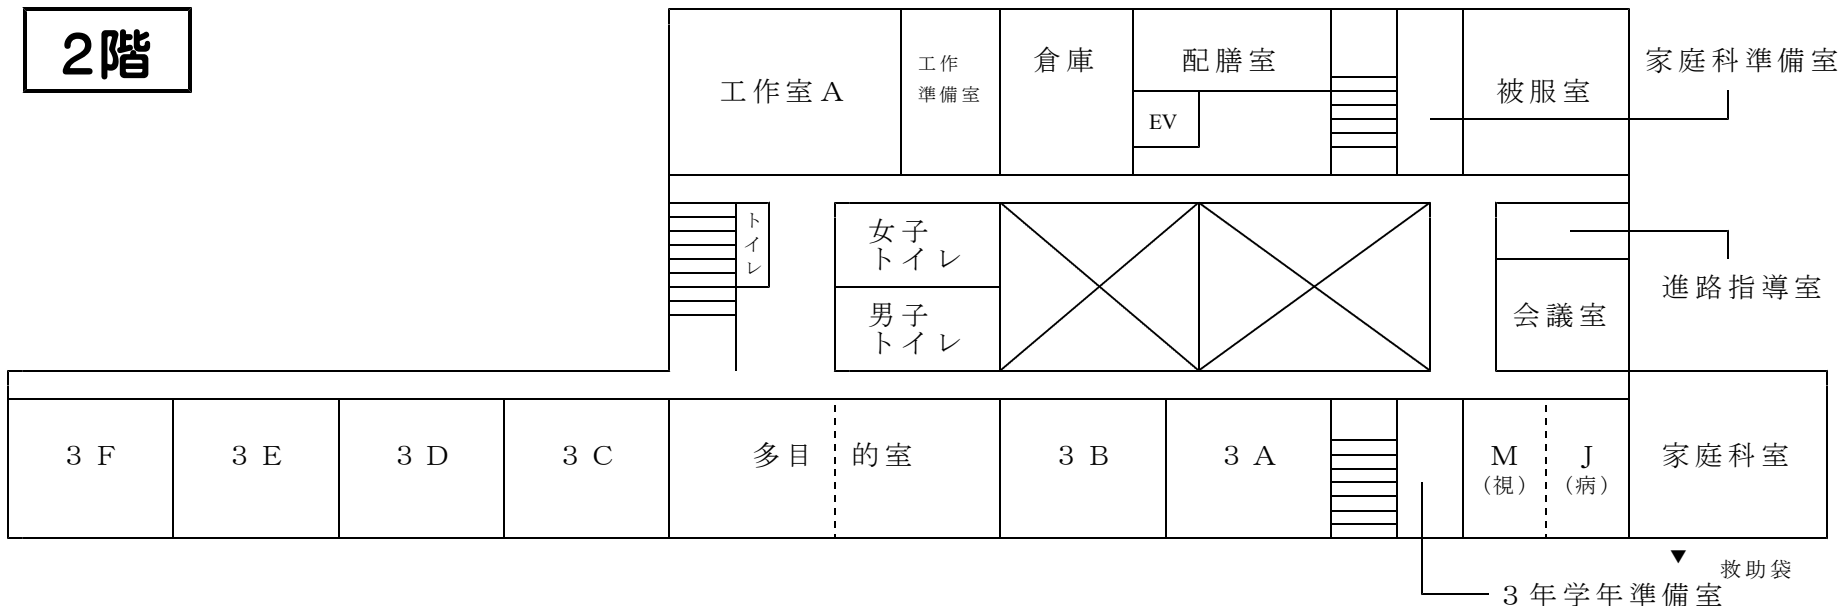 2階
工作室A
工作
準備室
倉庫
配膳室
EV
被服室
家庭科準備室
トイレ
女子
トイレ
男子
トイレ
進路指導室
会議室
3F
3E
3D
3C
多目的室
3B
3A
M
(視)
J
(病)
家庭科室
▼ 救助袋
3年学年準備室